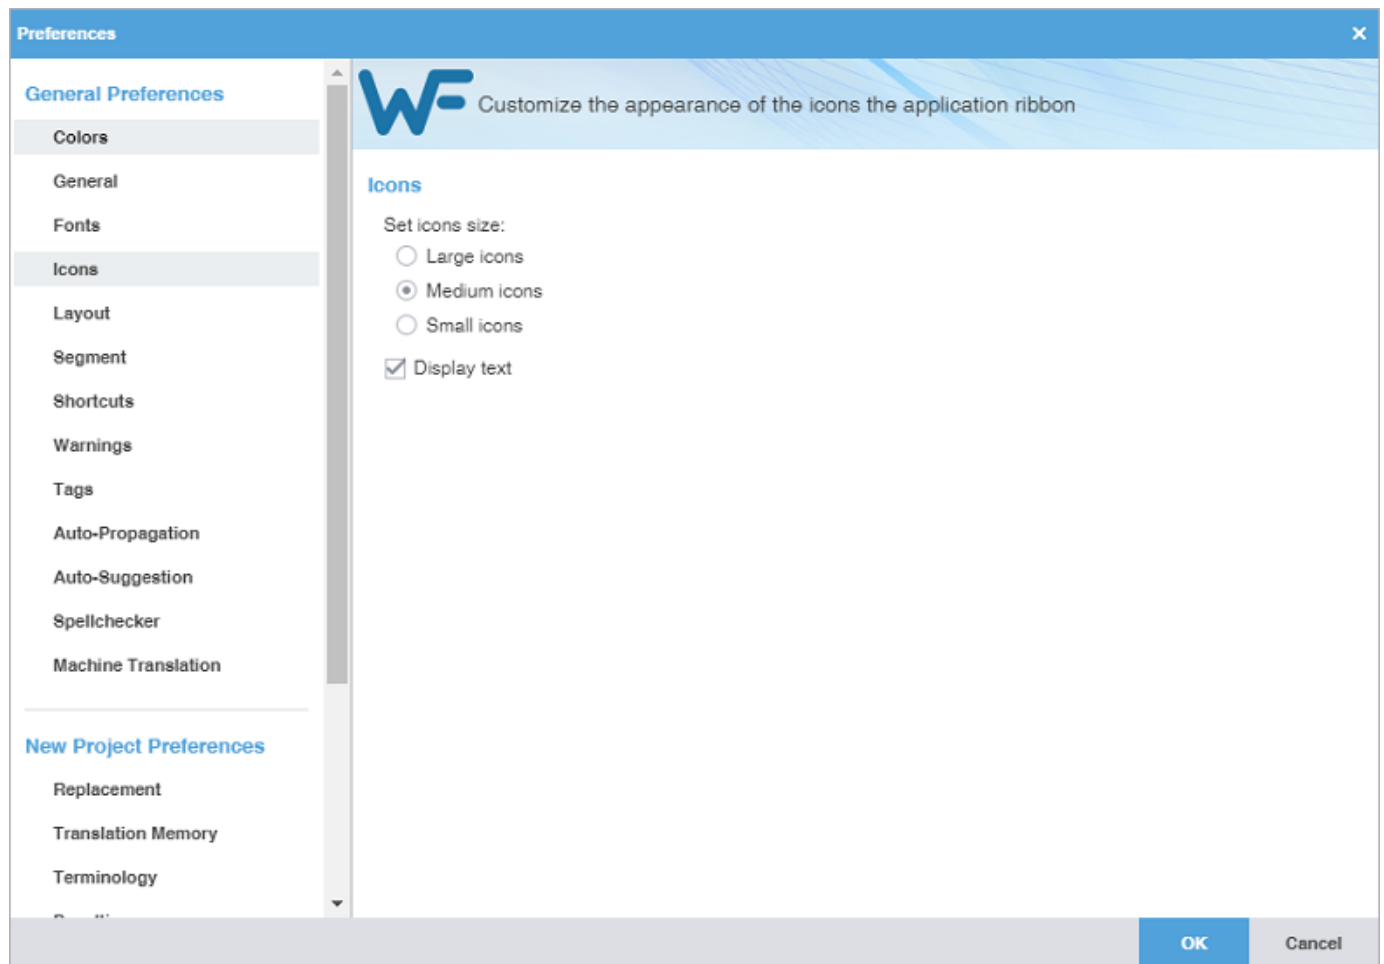 Preferences
General Preferences
Colors
General
Fonts
Icons
Layout
Segment
Shortcuts
Warnings
Tags
Auto-Propagation
Auto-Suggestion
Spellchecker
Machine Translation
New Project Preferences
Replacement
Translation Memory
Terminology
WF
Customize the appearance of the icons the application ribbon
Icons
Set icons size:
Large icons
Medium icons
Small icons
Display text
OK
Cancel